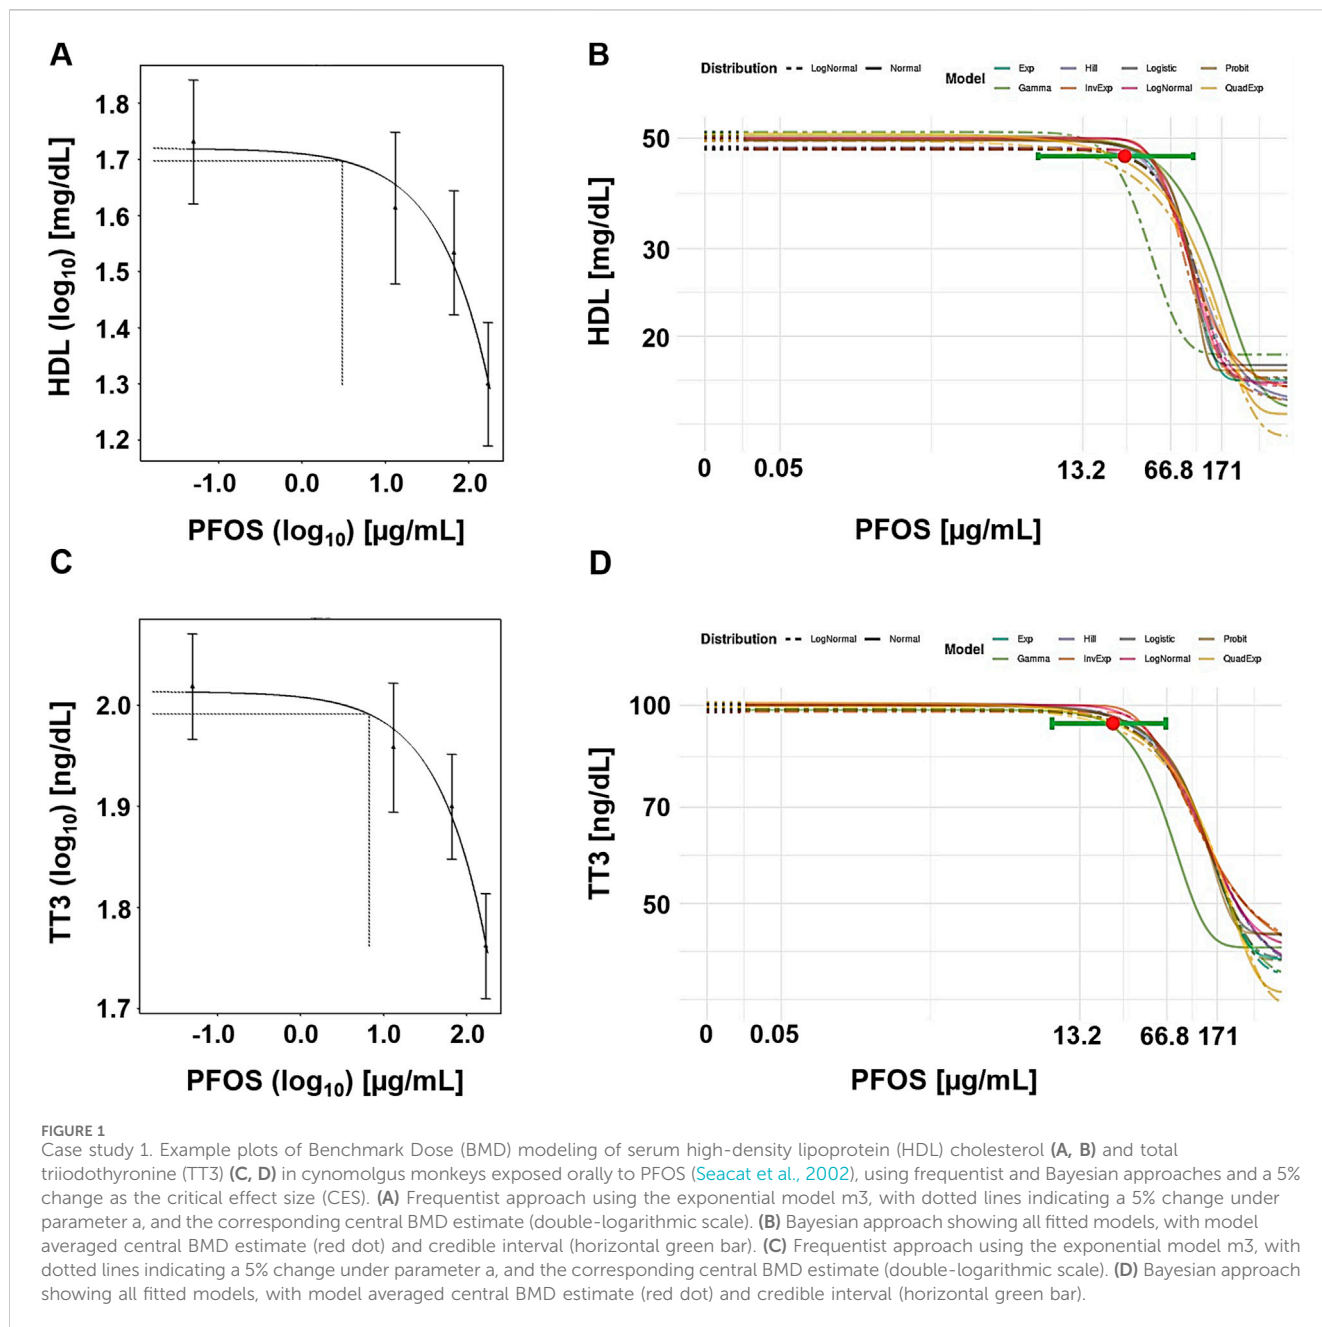 A
HDL (log10) [mg/dL]
1.8
1.7
1.6
1.5
1.4
1.3
1.2
-1.0 0.0 1.0 2.0
PFOS (log10) [µg/mL]
B
Distribution LogNormal Normal Model Exp Hill Logistic Probit
Gamma InvExp LogNormal QuadExp
HDL [mg/dL]
50
30
20
0 0.05 13.2 66.8 171
PFOS [µg/mL]
C
TT3 (log10) [ng/dL]
2.0
1.9
1.8
1.7
-1.0 0.0 1.0 2.0
PFOS (log10) [µg/mL]
D
Distribution LogNormal Normal Model Exp Hill Logistic Probit
Gamma InvExp LogNormal QuadExp
TT3 [ng/dL]
100
70
50
0 0.05 13.2 66.8 171
PFOS [µg/mL]
FIGURE 1
Case study 1. Example plots of Benchmark Dose (BMD) modeling of serum high-density lipoprotein (HDL) cholesterol (A, B) and total
triiodothyronine (TT3) (C, D) in cynomolgus monkeys exposed orally to PFOS (Seacat et al., 2002), using frequentist and Bayesian approaches and a 5%
change as the critical effect size (CES). (A) Frequentist approach using the exponential model m3, with dotted lines indicating a 5% change under
parameter a, and the corresponding central BMD estimate (double-logarithmic scale). (B) Bayesian approach showing all fitted models, with model
averaged central BMD estimate (red dot) and credible interval (horizontal green bar). (C) Frequentist approach using the exponential model m3, with
dotted lines indicating a 5% change under parameter a, and the corresponding central BMD estimate (double-logarithmic scale). (D) Bayesian approach
showing all fitted models, with model averaged central BMD estimate (red dot) and credible interval (horizontal green bar).